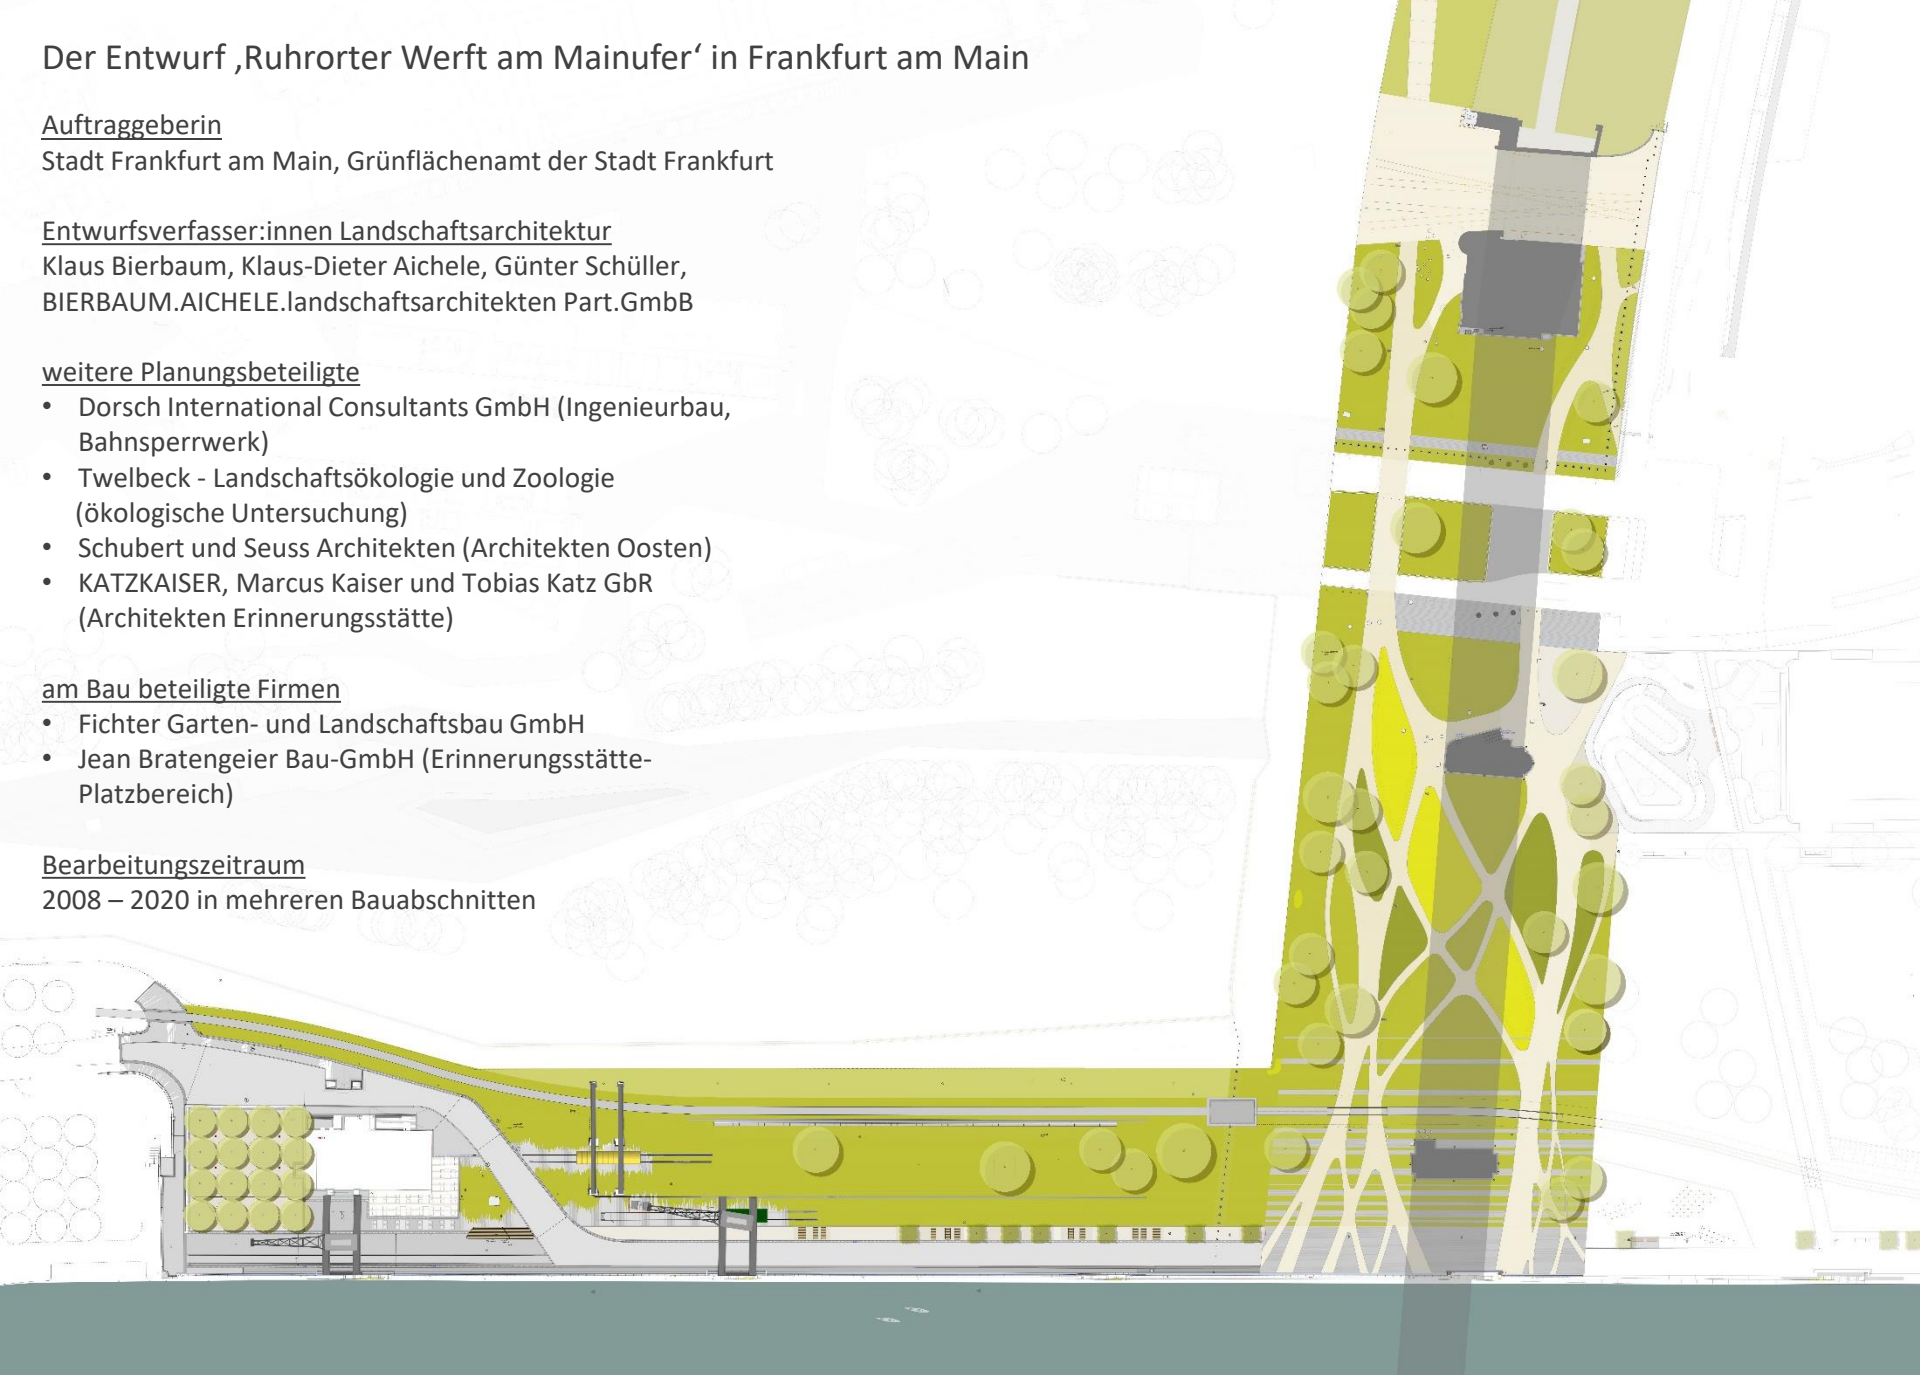 Der Entwurf ‚Ruhrorter Werft am Mainufer‘ in Frankfurt am Main
Auftraggeberin
Stadt Frankfurt am Main, Grünflächenamt der Stadt Frankfurt
Entwurfsverfasser:innen Landschaftsarchitektur
Klaus Bierbaum, Klaus-Dieter Aichele, Günter Schüller,
BIERBAUM.AICHELE.landschaftsarchitekten Part.GmbB
weitere Planungsbeteiligte
• Dorsch International Consultants GmbH (Ingenieurbau,
Bahnsperrwerk)
• Twelbeck - Landschaftsökologie und Zoologie
(ökologische Untersuchung)
• Schubert und Seuss Architekten (Architekten Oosten)
• KATZKAISER, Marcus Kaiser und Tobias Katz GbR
(Architekten Erinnerungsstätte)
am Bau beteiligte Firmen
• Fichter Garten- und Landschaftsbau GmbH
• Jean Bratengeier Bau-GmbH (Erinnerungsstätte-
Platzbereich)
Bearbeitungszeitraum
2008 – 2020 in mehreren Bauabschnitten